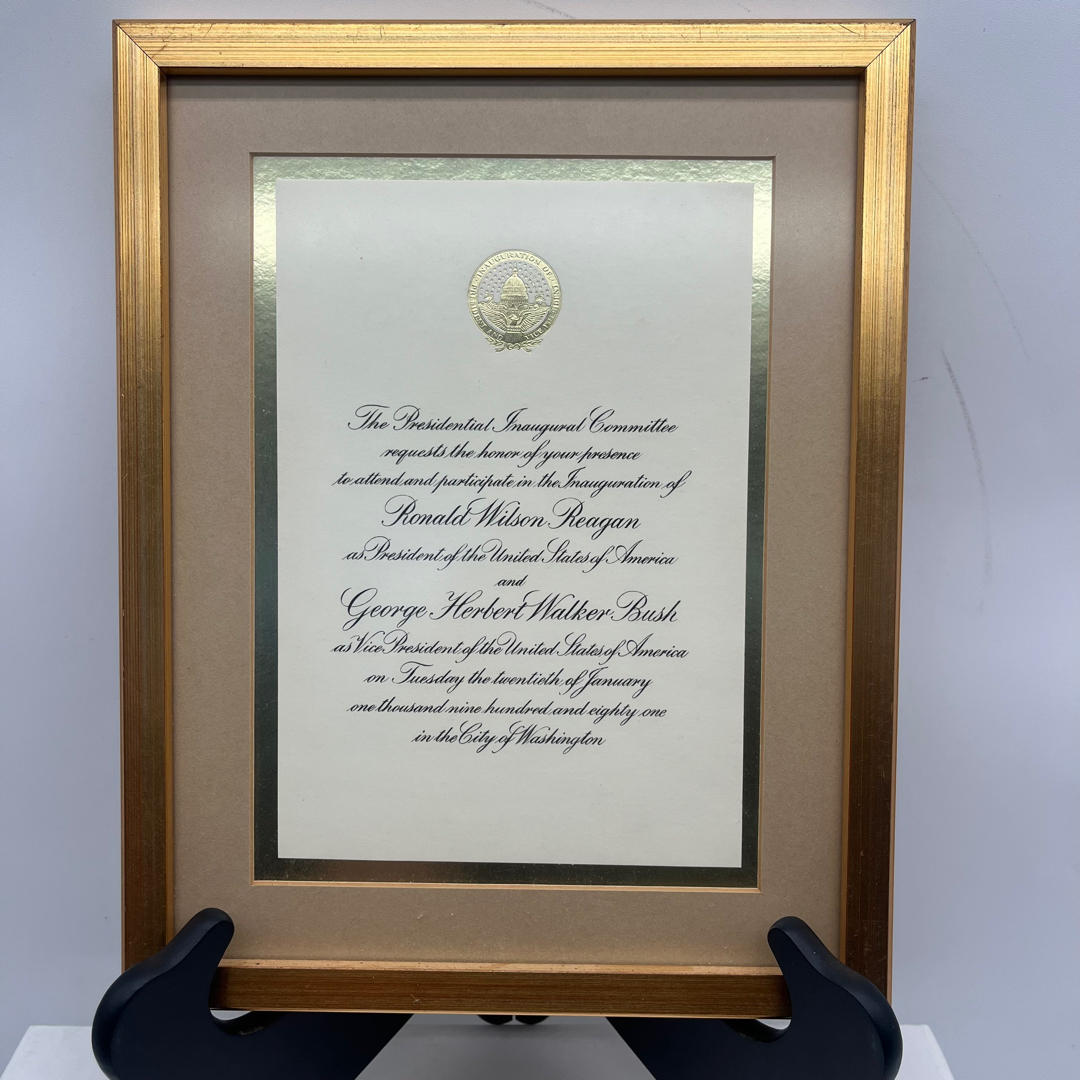 INAUGURATION OF
The Presidential Inaugural Committee
requests the honor of your presence
to attend and participate in the Inauguration of
Ronald Wilson Reagan
as President of the United States of America
and
George Herbert Walker Bush
as Vice President of the United States of America
on Tuesday the twentieth of January
one thousand nine hundred and eighty one
in the City of Washington